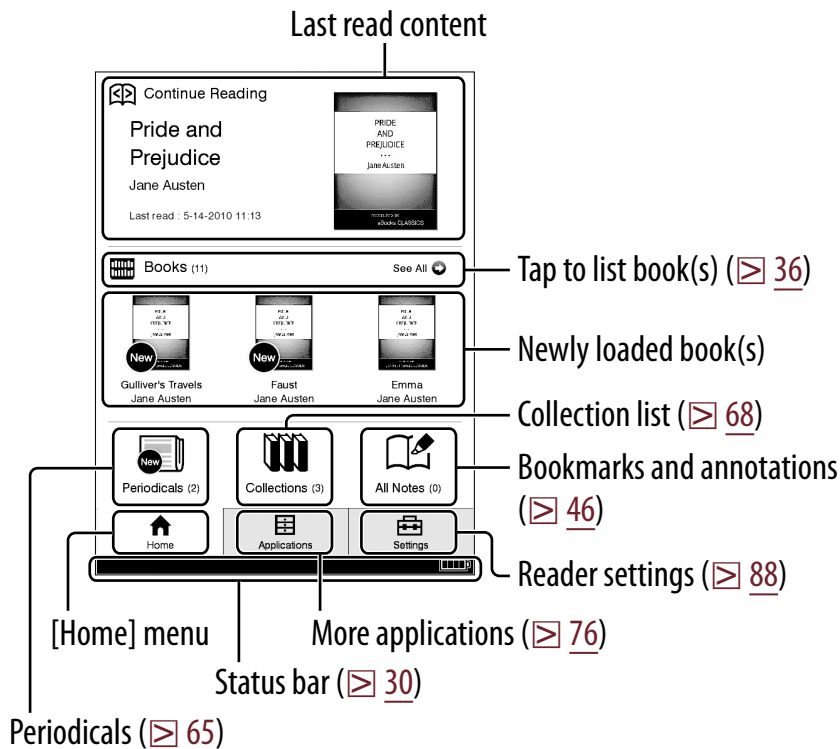 Last read content
Continue Reading
Pride and
Prejudice
Jane Austen
Last read : 5-14-2010 11:13
PRIDE
AND
PREJUDICE
...
Jane Austen
eBooks CLASSICS
Books (11)
See All
Tap to list book(s) (> 36)
New
New
Newly loaded book(s)
Gulliver's Travels
Jane Austen
Faust
Jane Austen
Emma
Jane Austen
Collection list (> 68)
New
Periodicals (2)
Collections (3)
All Notes (0)
Bookmarks and annotations
(> 46)
Home
Applications
Settings
Reader settings (> 88)
[Home] menu
More applications (> 76)
Status bar (> 30)
Periodicals (> 65)